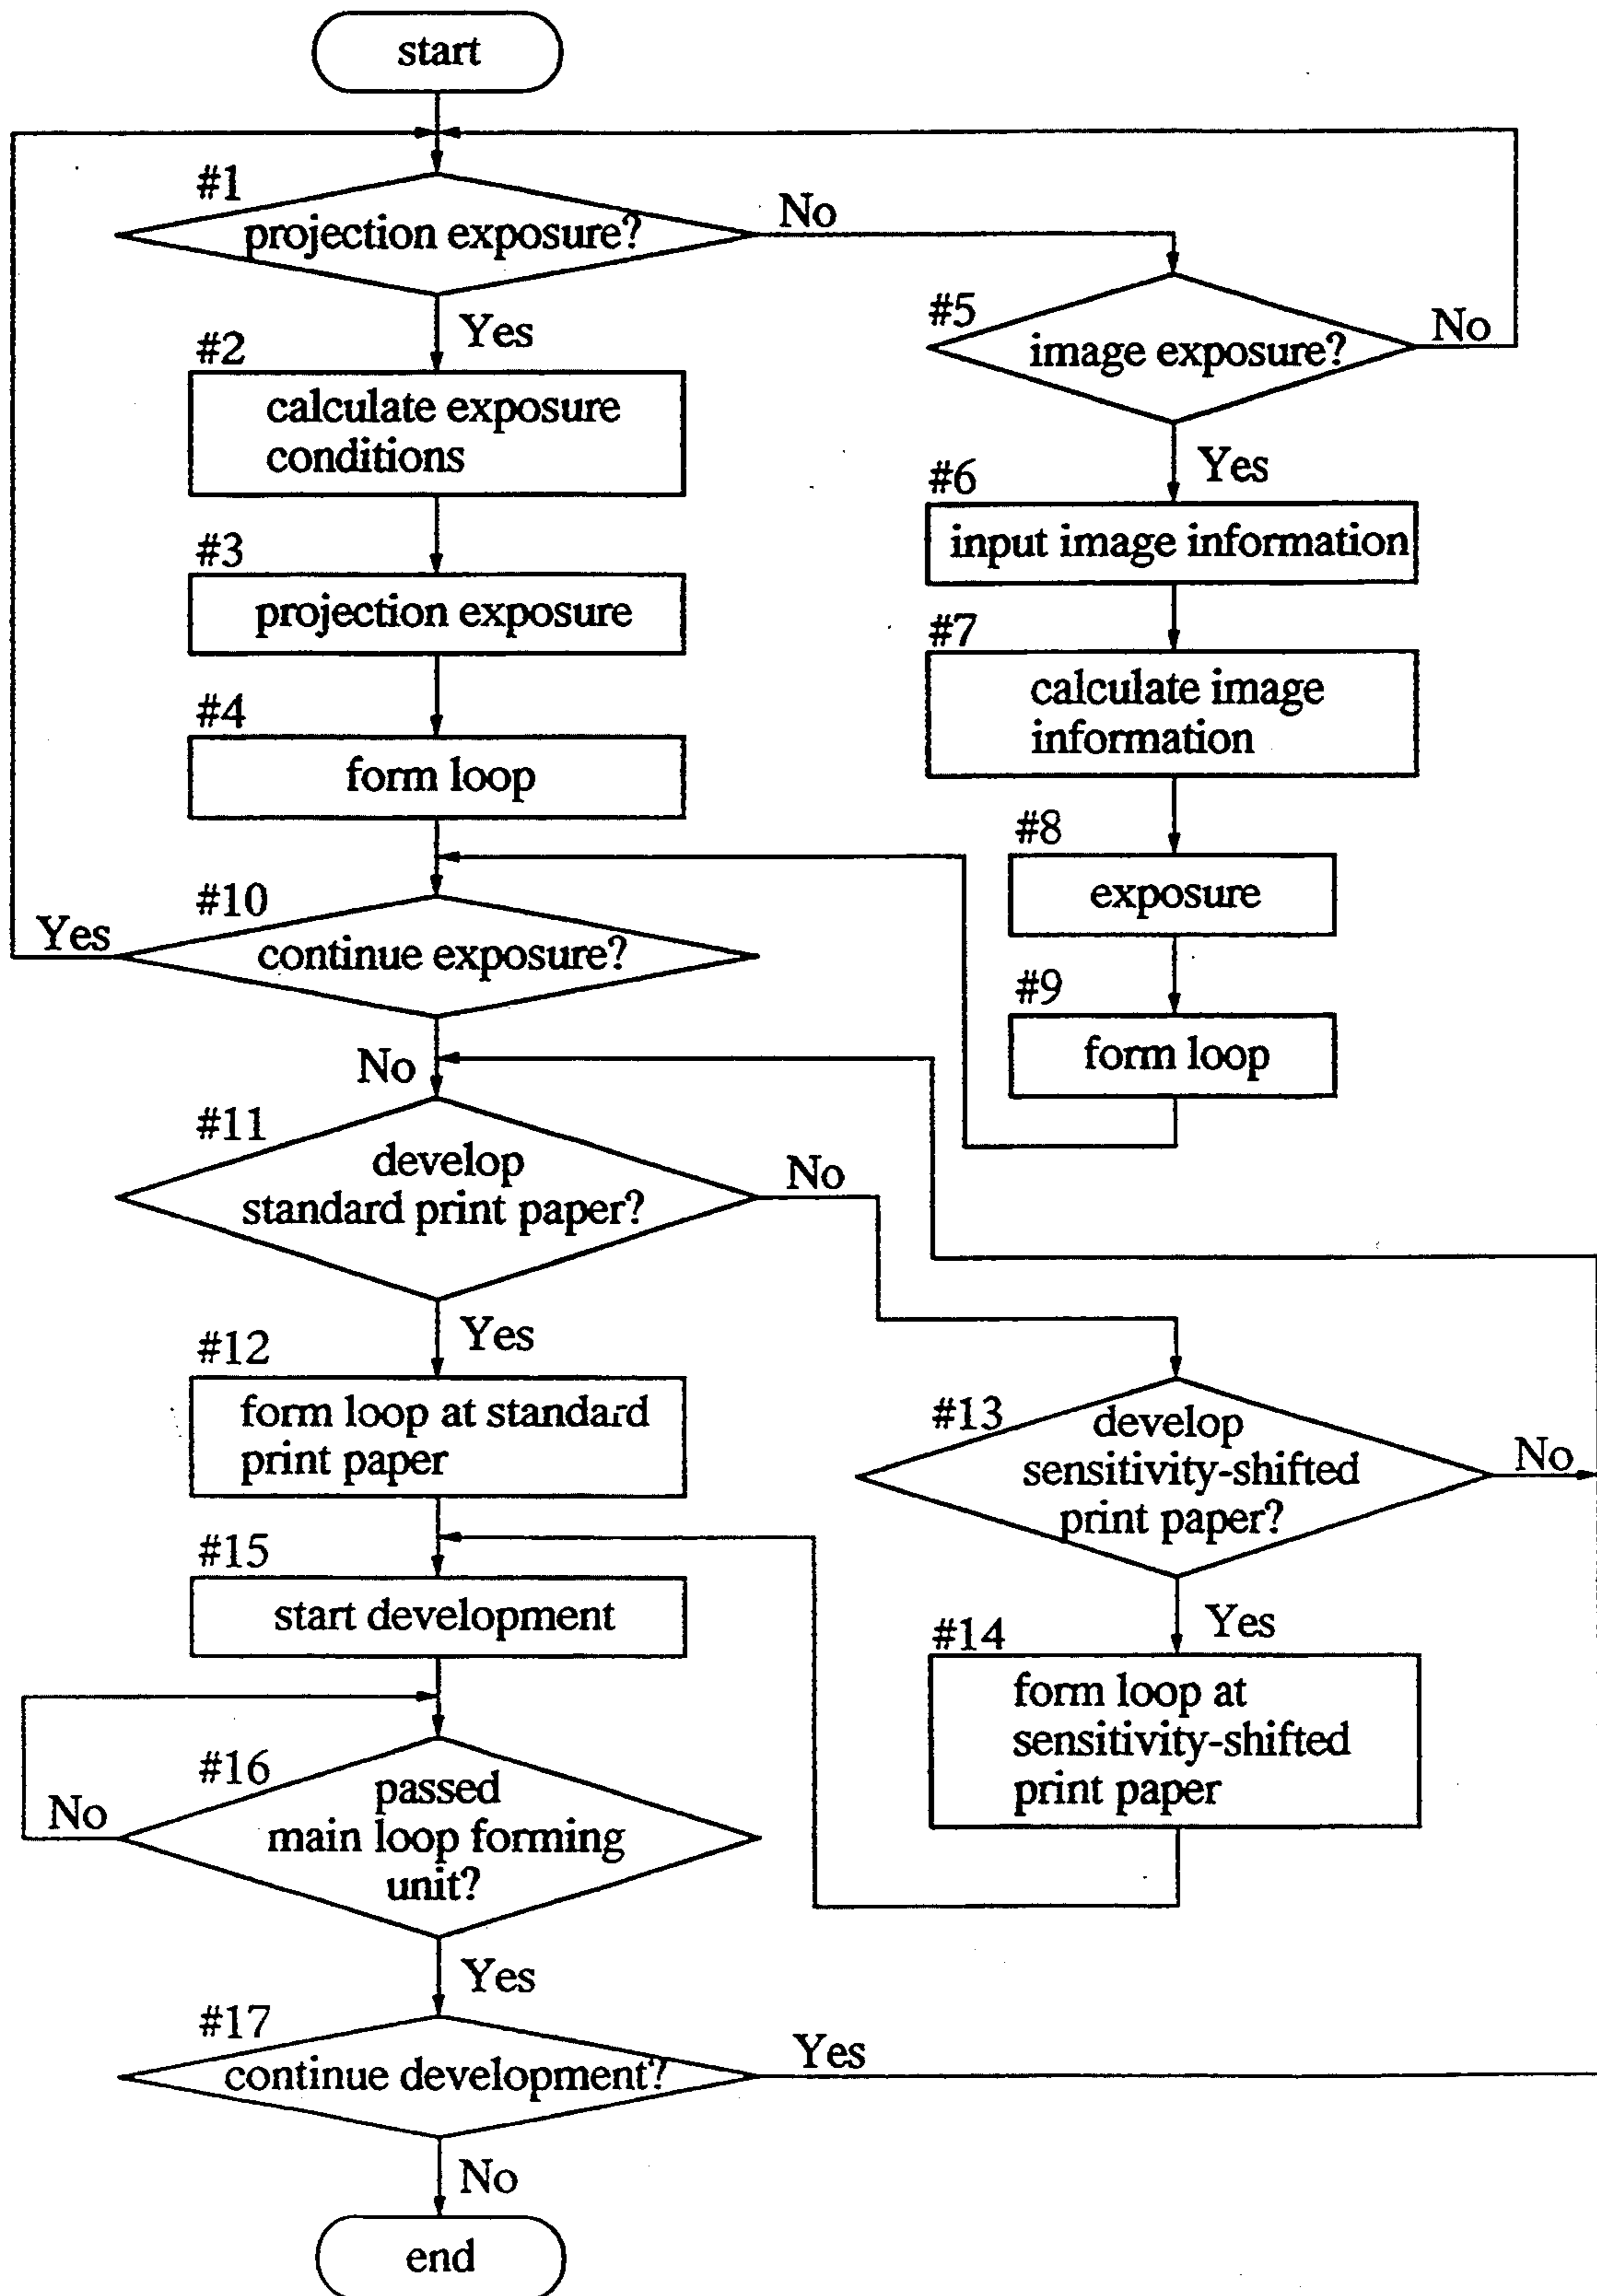 start
#1
projection exposure?
No
Yes
#5
image exposure?
No
Yes
#2
calculate exposure
conditions
#6
input image information
#3
projection exposure
#7
calculate image
information
#4
form loop
#8
exposure
#10
continue exposure?
Yes
No
#9
form loop
#11
develop
standard print paper?
No
Yes
#12
form loop at standard
print paper
#13
develop
sensitivity-shifted
print paper?
No
Yes
#15
start development
#14
form loop at
sensitivity-shifted
print paper
#16
passed
main loop forming
unit?
No
Yes
#17
continue development?
Yes
No
end